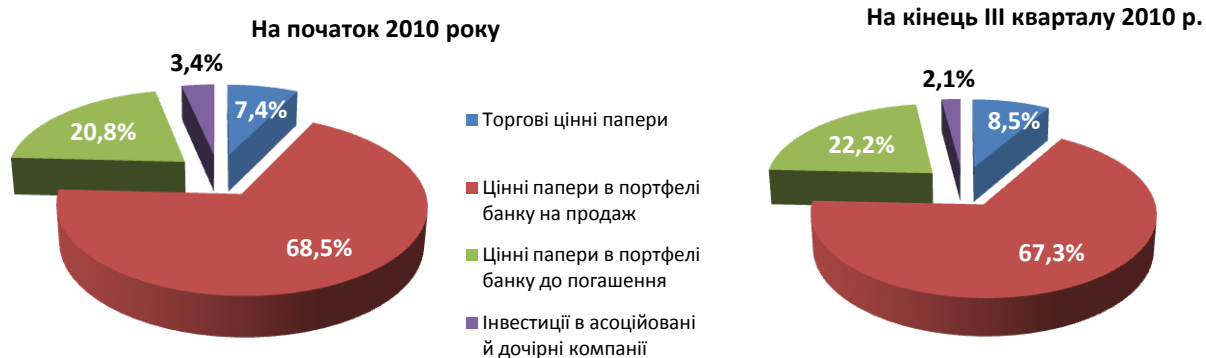 На початок 2010 року
3,4%
7,4%
20,8%
68,5%
Торгові цінні папери
Цінні папери в портфелі
банку на продаж
Цінні папери в портфелі
банку до погашення
Інвестиції в асоційовані
й дочірні компанії
На кінець ІІІ кварталу 2010 р.
2,1%
8,5%
22,2%
67,3%